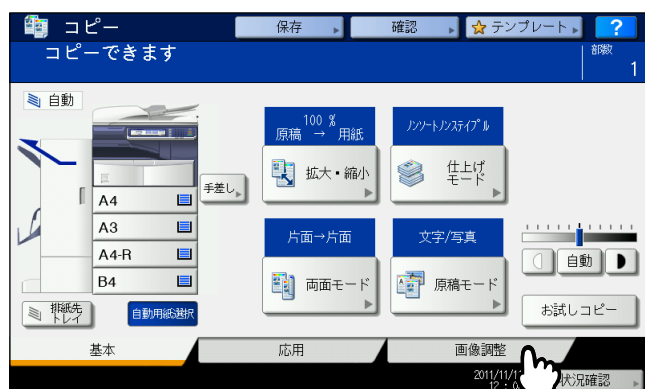 コピー
保存
確認
テンプレート
?
コピーできます
部数
1
自動
100 %
原稿 → 用紙
ノンソートノンステイプル
拡大・縮小
仕上げ
モード
手差し
A4
A3
A4-R
B4
片面→片面
文字/写真
両面モード
原稿モード
自動
排紙先
トレイ
自動用紙選択
お試しコピー
基本
応用
画像調整
2011/11/1
12:0
状況確認